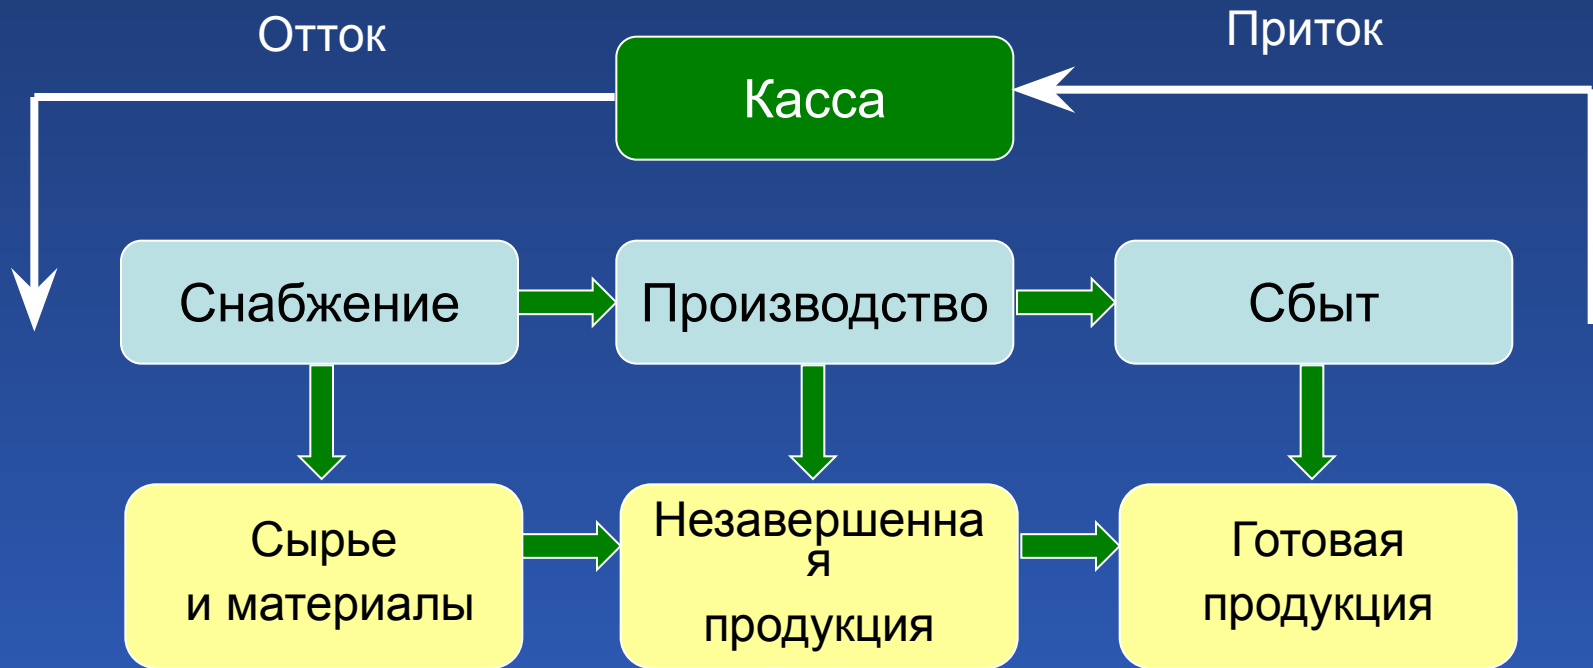 Отток
Приток
Касса
Снабжение
Производство
Сбыт
Сырье
и материалы
Незавершенна
я
продукция
Готовая
продукция